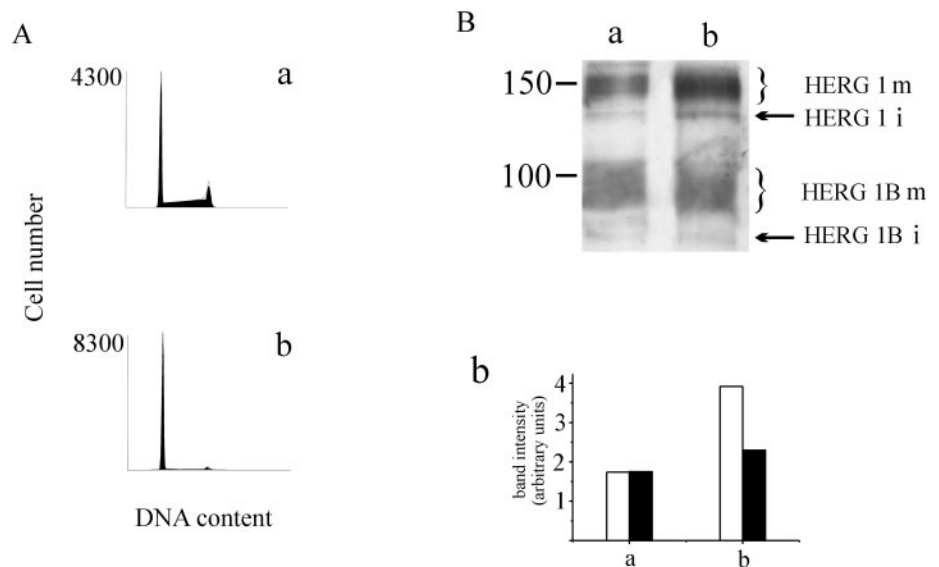 A
a
4300
Cell number
b
8300
DNA content
B
a b
150
HERG 1 m
HERG 1 i
100
HERG 1B m
HERG 1B i
b
band intensity
(arbitrary units)
4
3
2
1
a b